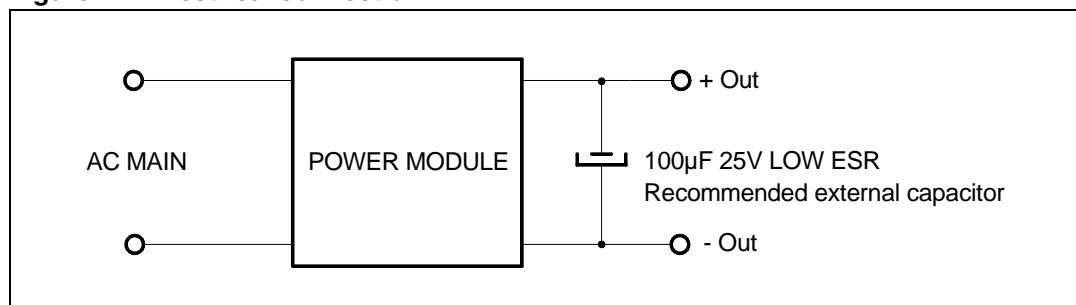 + Out
AC MAIN
POWER MODULE
100µF 25V LOW ESR
Recommended external capacitor
- Out